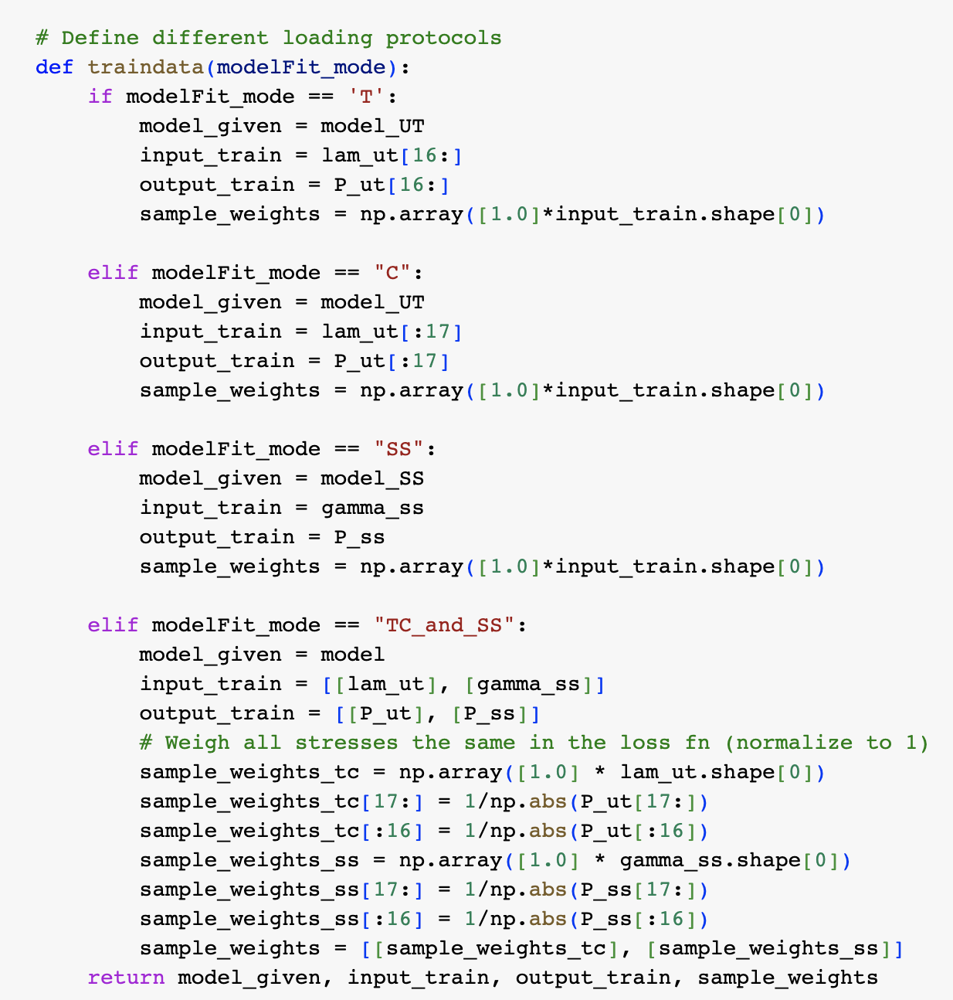 # Define different loading protocols
def traindata(modelFit_mode):
    if modelFit_mode == 'T':
        model_given = model_UT
        input_train = lam_ut[16:]
        output_train = P_ut[16:]
        sample_weights = np.array([1.0]*input_train.shape[0])

    elif modelFit_mode == "C":
        model_given = model_UT
        input_train = lam_ut[:17]
        output_train = P_ut[:17]
        sample_weights = np.array([1.0]*input_train.shape[0])

    elif modelFit_mode == "SS":
        model_given = model_SS
        input_train = gamma_ss
        output_train = P_ss
        sample_weights = np.array([1.0]*input_train.shape[0])

    elif modelFit_mode == "TC_and_SS":
        model_given = model
        input_train = [[lam_ut], [gamma_ss]]
        output_train = [[P_ut], [P_ss]]
        # Weigh all stresses the same in the loss fn (normalize to 1)
        sample_weights_tc = np.array([1.0] * lam_ut.shape[0])
        sample_weights_tc[17:] = 1/np.abs(P_ut[17:])
        sample_weights_tc[:16] = 1/np.abs(P_ut[:16])
        sample_weights_ss = np.array([1.0] * gamma_ss.shape[0])
        sample_weights_ss[17:] = 1/np.abs(P_ss[17:])
        sample_weights_ss[:16] = 1/np.abs(P_ss[:16])
        sample_weights = [[sample_weights_tc], [sample_weights_ss]]
    return model_given, input_train, output_train, sample_weights